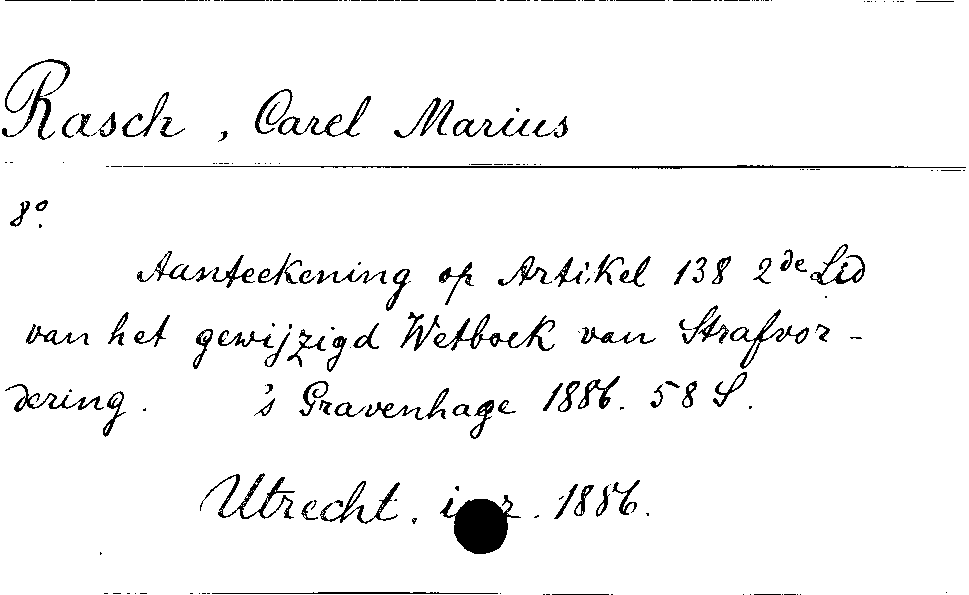 Rasch, Carel Marius
8º.
Aanteekening op Artikel 138 2de Lid
van het gewijzigd Wetboek van Strafvor-
dering. 's Gravenhage 1886. 58 S.
Utrecht. 1886.